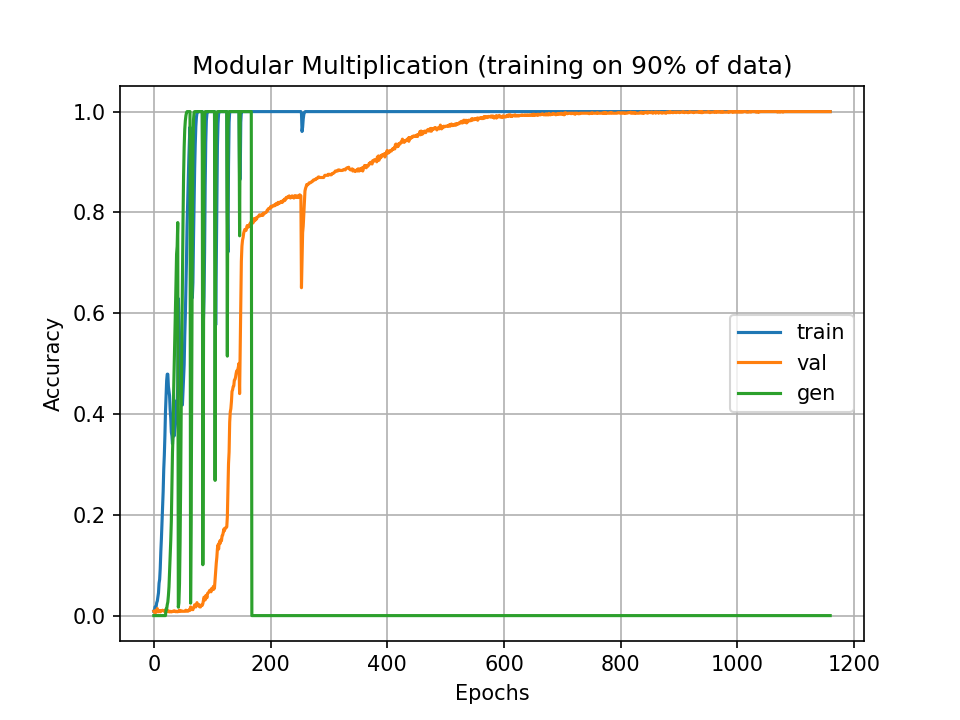 Modular Multiplication (training on 90% of data)
1.0
0.8
0.6
0.4
0.2
0.0
Accuracy
train
val
gen
0 200 400 600 800 1000 1200
Epochs